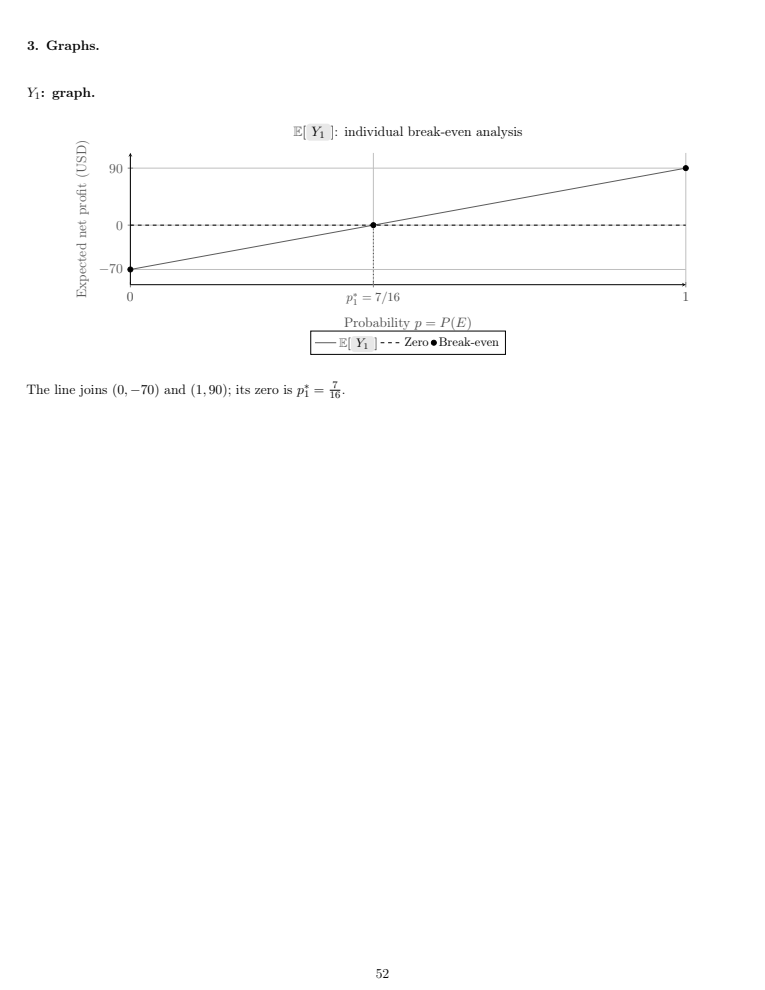 3. Graphs.
Y₁: graph.
𝔼[ Y₁ ]: individual break-even analysis
Expected net profit (USD)
90
0
−70
0
p₁* = 7/16
1
Probability p = P(E)
𝔼[ Y₁ ] Zero Break-even
The line joins (0, −70) and (1, 90); its zero is p₁* = 7/16.
52